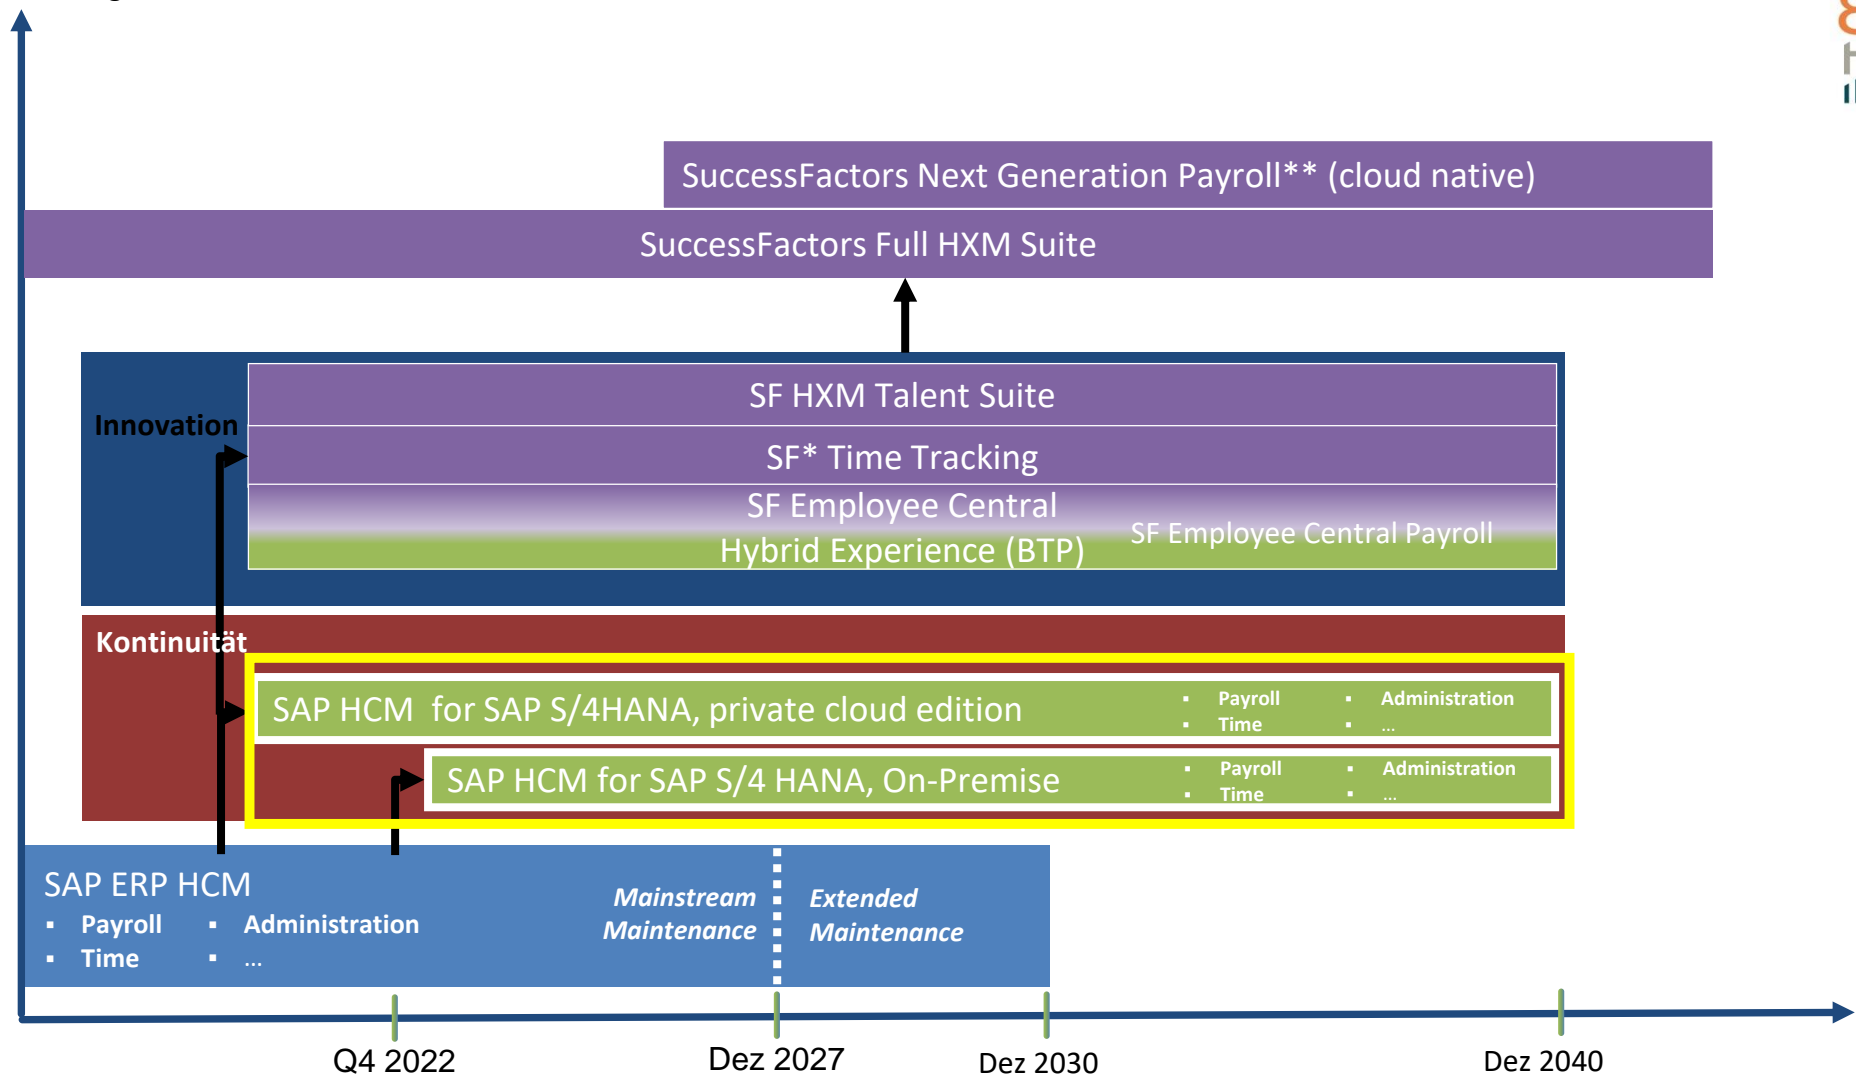 SuccessFactors Next Generation Payroll** (cloud native)
SuccessFactors Full HXM Suite
Innovation
SF HXM Talent Suite
SF* Time Tracking
SF Employee Central
SF Employee Central Payroll
Hybrid Experience (BTP)
Kontinuität
SAP HCM for SAP S/4HANA, private cloud edition
▪ Payroll ▪ Administration
▪ Time ▪ ...
SAP HCM for SAP S/4 HANA, On-Premise
▪ Payroll ▪ Administration
▪ Time ▪ ...
SAP ERP HCM
▪ Payroll ▪ Administration
▪ Time ▪ ...
Mainstream
Maintenance
Extended
Maintenance
Q4 2022
Dez 2027
Dez 2030
Dez 2040